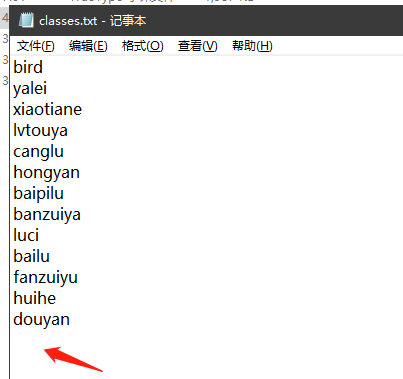 classes.txt - 记事本
文件(F) 编辑(E) 格式(O) 查看(V) 帮助(H)
bird
yalei
xiaotiane
lvtouya
canglu
hongyan
baipilu
banzuiya
luci
bailu
fanzuiyu
huihe
douyan